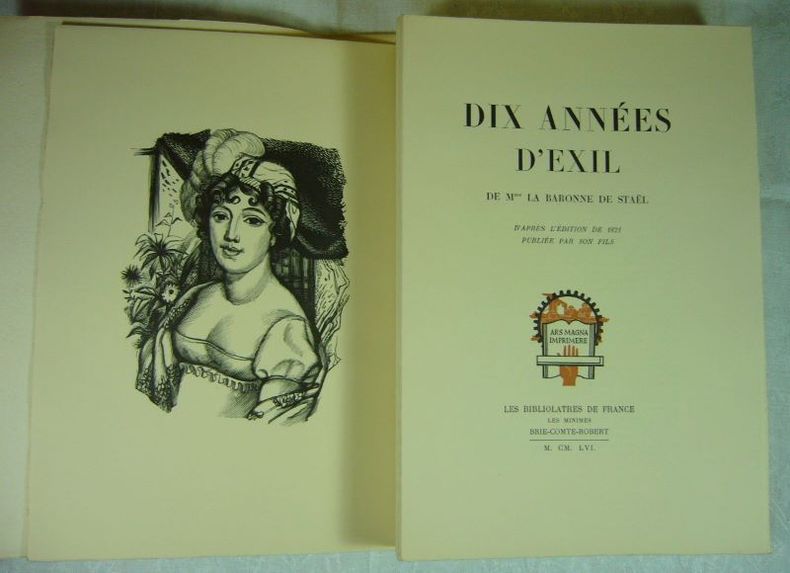 DIX ANNÉES
D'EXIL
DE Mme LA BARONNE DE STAËL
D'APRÈS L'ÉDITION DE 1821
PUBLIÉE PAR SON FILS
ARS MAGNA
IMPRIMERE
LES BIBLIOLATRES DE FRANCE
LES MINIMES
BRIE-COMTE-ROBERT
M. CM. LVI.